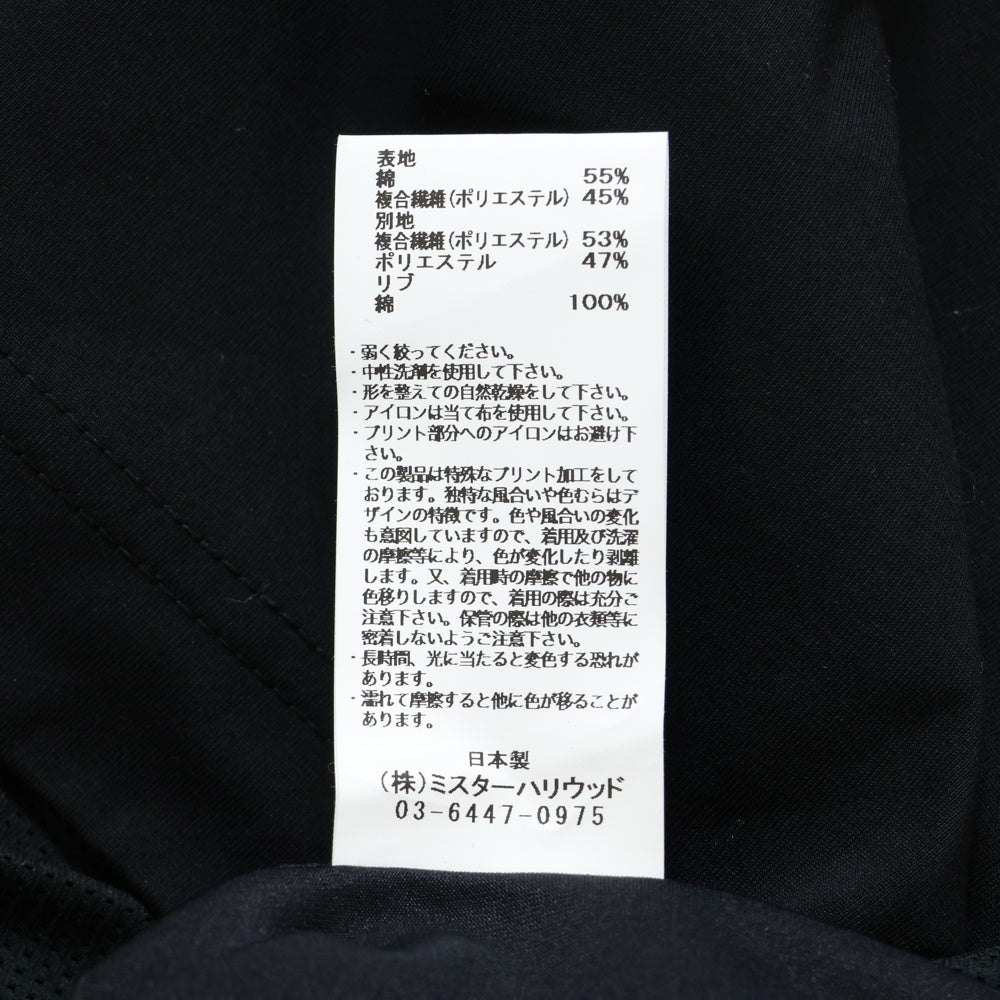 表地
綿 55%
複合繊維(ポリエステル) 45%
別地
複合繊維(ポリエステル) 53%
ポリエステル 47%
リブ
綿 100%
・弱く絞ってください。
・中性洗剤を使用して下さい。
・形を整えての自然乾燥をして下さい。
・アイロンは当て布を使用して下さい。
・プリント部分へのアイロンはお避け下
さい。
・この製品は特殊なプリント加工をして
おります。独特な風合いや色むらはデ
ザインの特徴です。色や風合いの変化
も意図していますので、着用及び洗濯
の摩擦等により、色が変化したり剥離
します。又、着用時の摩擦で他の物に
色移りしますので、着用の際は充分ご
注意下さい。保管の際は他の衣類等に
密着しないようご注意下さい。
・長時間、光に当たると変色する恐れが
あります。
・濡れて摩擦すると他に色が移ることが
あります。
日本製
(株)ミスターハリウッド
03-6447-0975